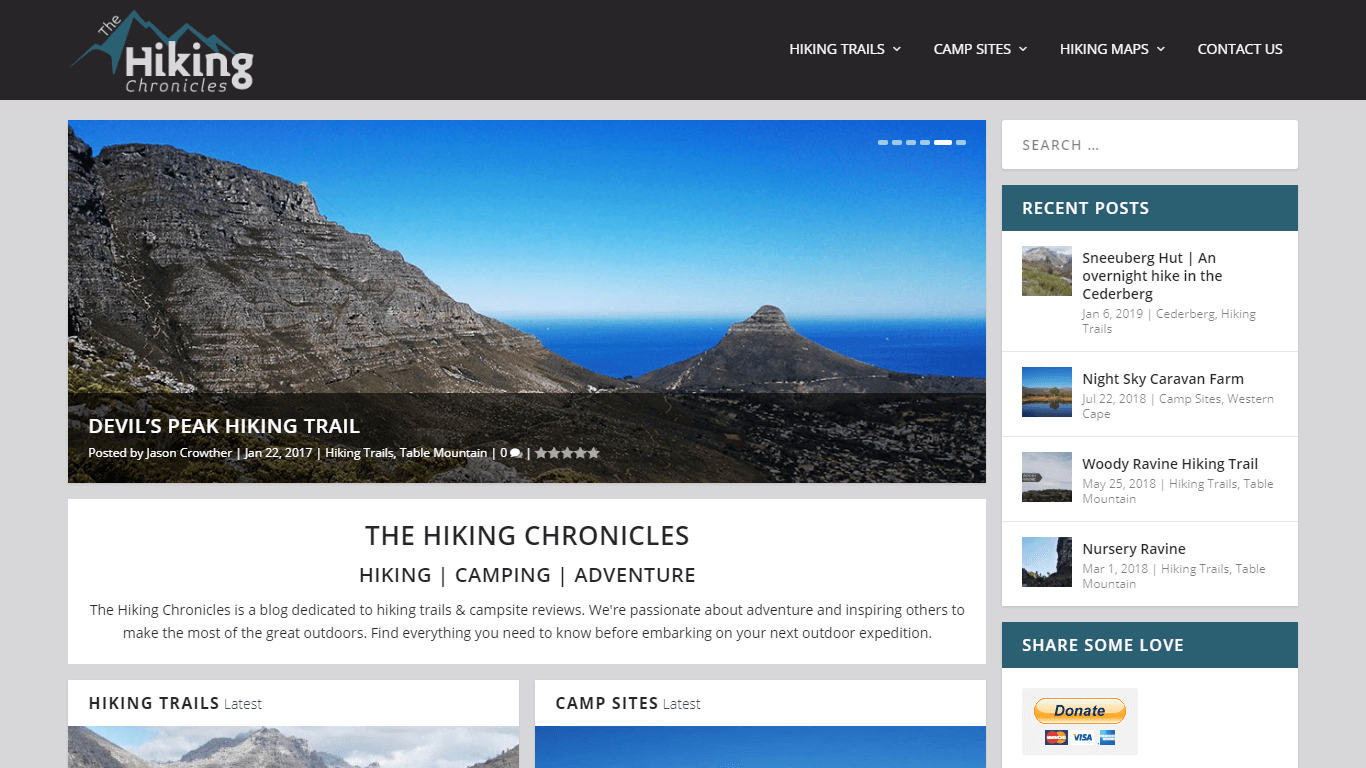 The
Hiking
Chronicles
HIKING TRAILS
CAMP SITES
HIKING MAPS
CONTACT US
DEVIL’S PEAK HIKING TRAIL
Posted by Jason Crowther | Jan 22, 2017 | Hiking Trails, Table Mountain | 0 |
THE HIKING CHRONICLES
HIKING | CAMPING | ADVENTURE
The Hiking Chronicles is a blog dedicated to hiking trails & campsite reviews. We're passionate about adventure and inspiring others to
make the most of the great outdoors. Find everything you need to know before embarking on your next outdoor expedition.
HIKING TRAILS Latest
CAMP SITES Latest
SEARCH …
RECENT POSTS
Sneeuberg Hut | An
overnight hike in the
Cederberg
Jan 6, 2019 | Cederberg, Hiking
Trails
Night Sky Caravan Farm
Jul 22, 2018 | Camp Sites, Western
Cape
Woody Ravine Hiking Trail
May 25, 2018 | Hiking Trails, Table
Mountain
Nursery Ravine
Mar 1, 2018 | Hiking Trails, Table
Mountain
SHARE SOME LOVE
Donate
VISA